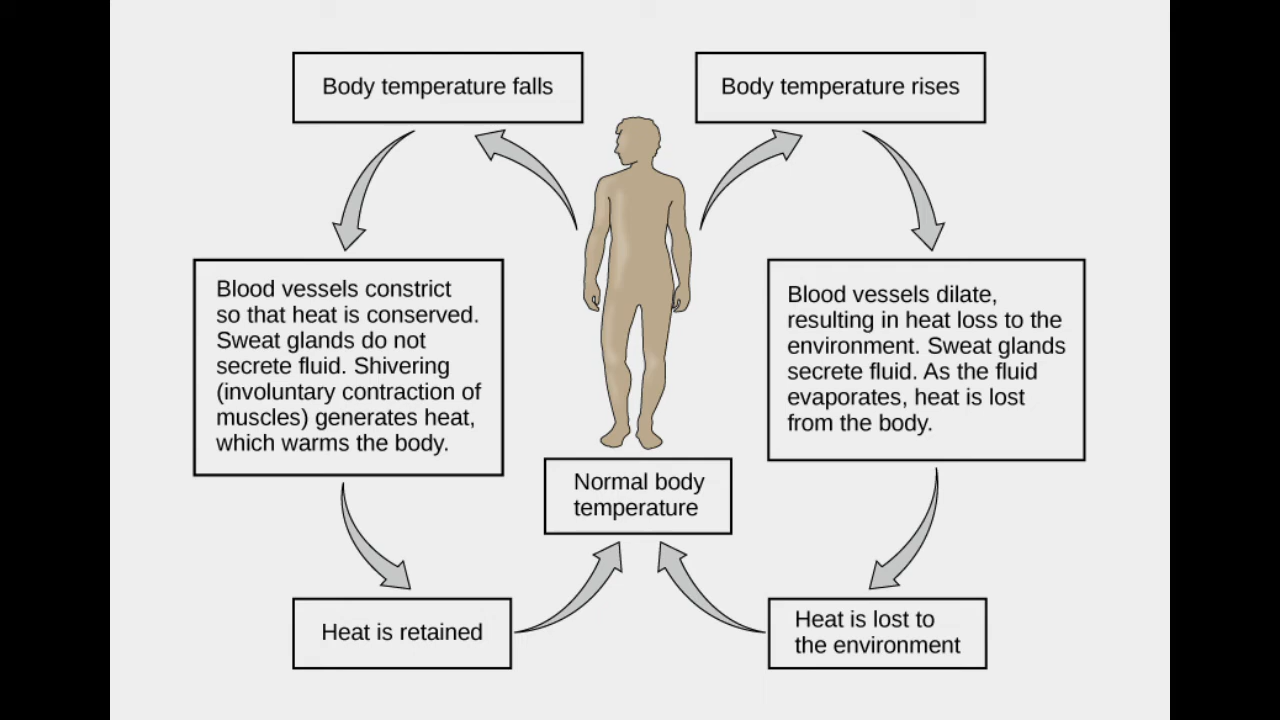 Body temperature falls
Body temperature rises
Blood vessels constrict
so that heat is conserved.
Sweat glands do not
secrete fluid. Shivering
(involuntary contraction of
muscles) generates heat,
which warms the body.
Blood vessels dilate,
resulting in heat loss to the
environment. Sweat glands
secrete fluid. As the fluid
evaporates, heat is lost
from the body.
Normal body
temperature
Heat is retained
Heat is lost to
the environment